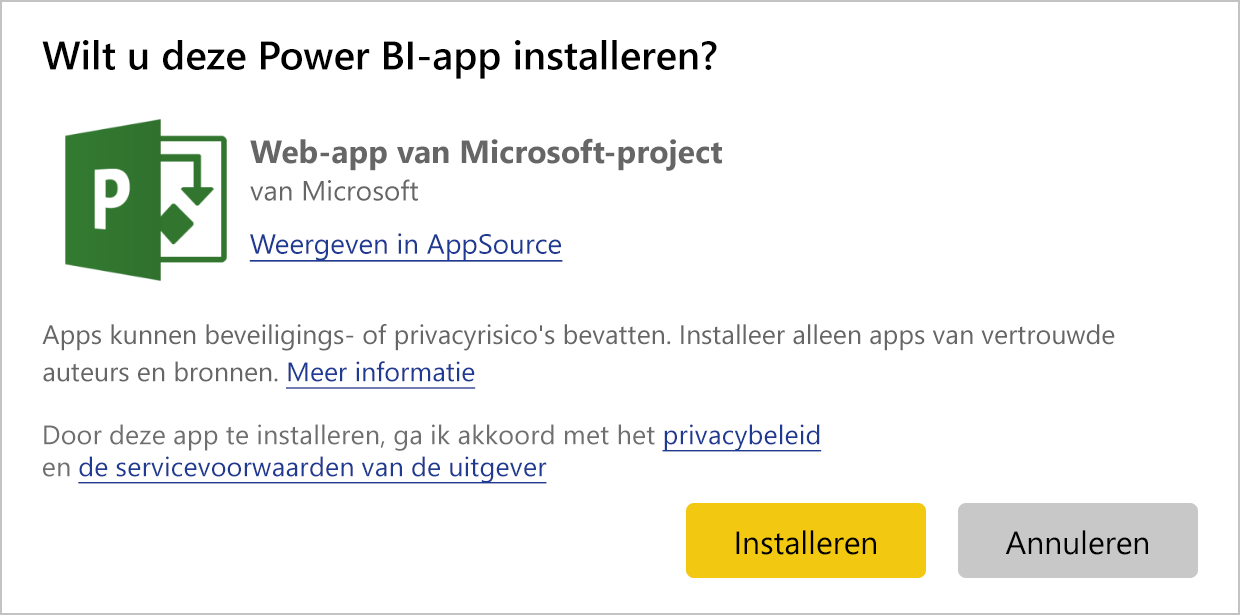 Wilt u deze Power BI-app installeren?
P
Web-app van Microsoft-project
van Microsoft
Weergeven in AppSource
Apps kunnen beveiligings- of privacyrisico's bevatten. Installeer alleen apps van vertrouwde
auteurs en bronnen. Meer informatie
Door deze app te installeren, ga ik akkoord met het privacybeleid
en de servicevoorwaarden van de uitgever
Installeren
Annuleren